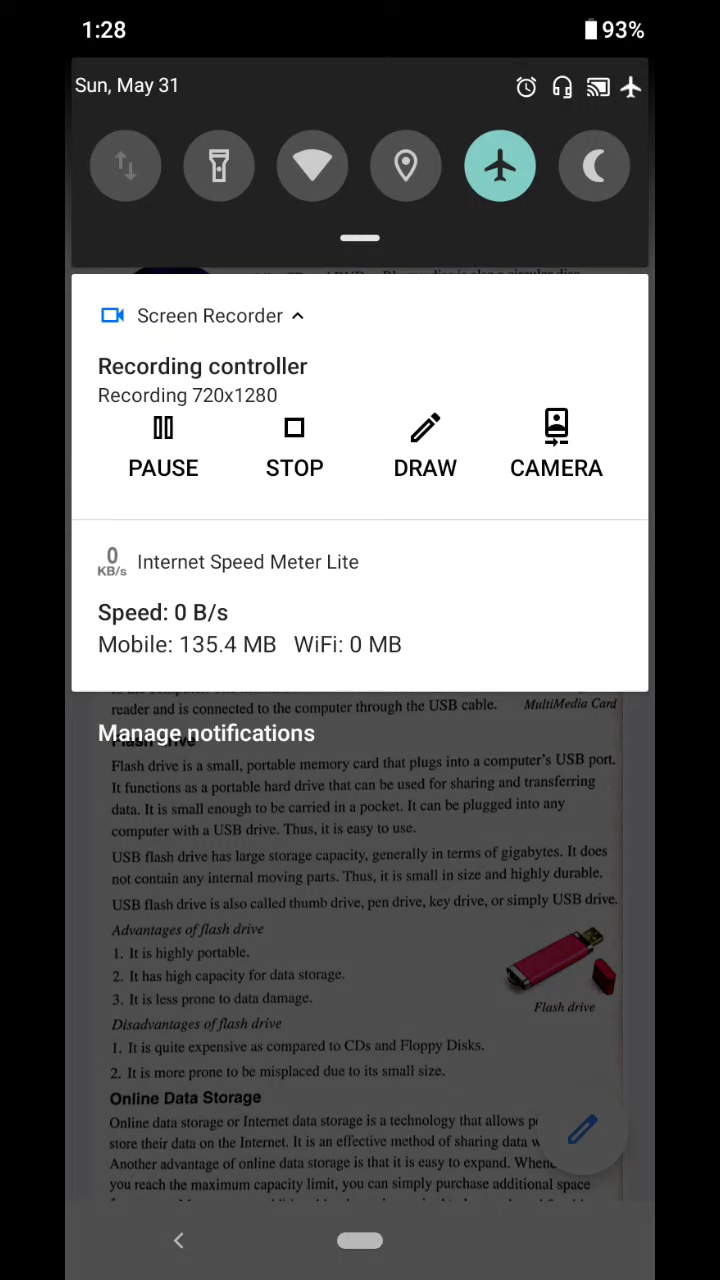 1:28
93%
Sun, May 31
Screen Recorder
Recording controller
Recording 720x1280
PAUSE STOP DRAW CAMERA
0
KB/s
Internet Speed Meter Lite
Speed: 0 B/s
Mobile: 135.4 MB WiFi: 0 MB
reader and is connected to the computer through the USB cable.
MultiMedia Card
Manage notifications
Flash drive
Flash drive is a small, portable memory card that plugs into a computer's USB port.
It functions as a portable hard drive that can be used for sharing and transferring
data. It is small enough to be carried in a pocket. It can be plugged into any
computer with a USB drive. Thus, it is easy to use.
USB flash drive has large storage capacity, generally in terms of gigabytes. It does
not contain any internal moving parts. Thus, it is small in size and highly durable.
USB flash drive is also called thumb drive, pen drive, key drive, or simply USB drive.
Advantages of flash drive
1. It is highly portable.
2. It has high capacity for data storage.
3. It is less prone to data damage.
Flash drive
Disadvantages of flash drive
1. It is quite expensive as compared to CDs and Floppy Disks.
2. It is more prone to be misplaced due to its small size.
Online Data Storage
Online data storage or Internet data storage is a technology that allows
store their data on the Internet. It is an effective method of sharing data
Another advantage of online data storage is that it is easy to expand.
you reach the maximum capacity limit, you can simply purchase additional space